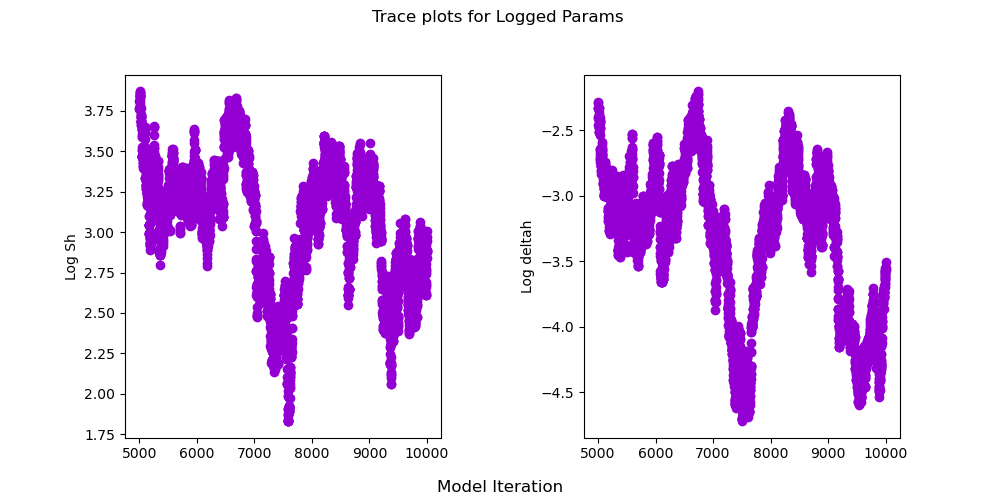 Trace plots for Logged Params
Log Sh
3.75
3.50
3.25
3.00
2.75
2.50
2.25
2.00
1.75
5000 6000 7000 8000 9000 10000
Log deltah
−2.5
−3.0
−3.5
−4.0
−4.5
5000 6000 7000 8000 9000 10000
Model Iteration